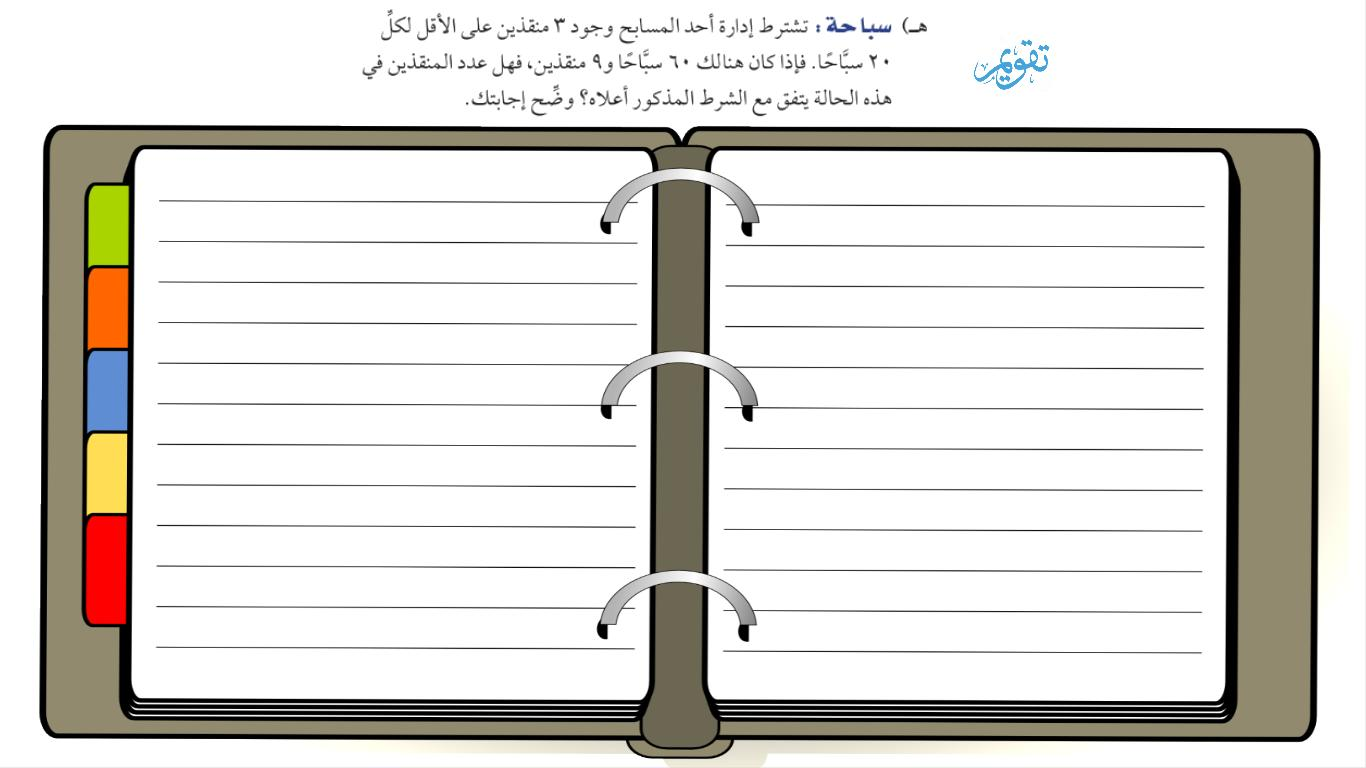 هـ) سباحة : تشترط إدارة أحد المسابح وجود ٣ منقذين على الأقل لكلِّ
٢٠ سبَّاحًا. فإذا كان هنالك ٦٠ سبَّاحًا و٩ منقذين، فهل عدد المنقذين في
هذه الحالة يتفق مع الشرط المذكور أعلاه؟ وضِّح إجابتك.
تقويم